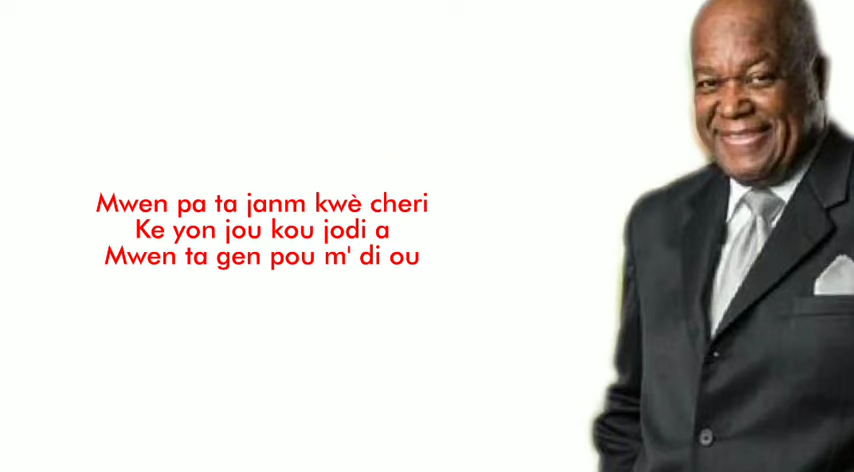 Mwen pa ta janm kwè cheri
Ke yon jou kou jodi a
Mwen ta gen pou m' di ou